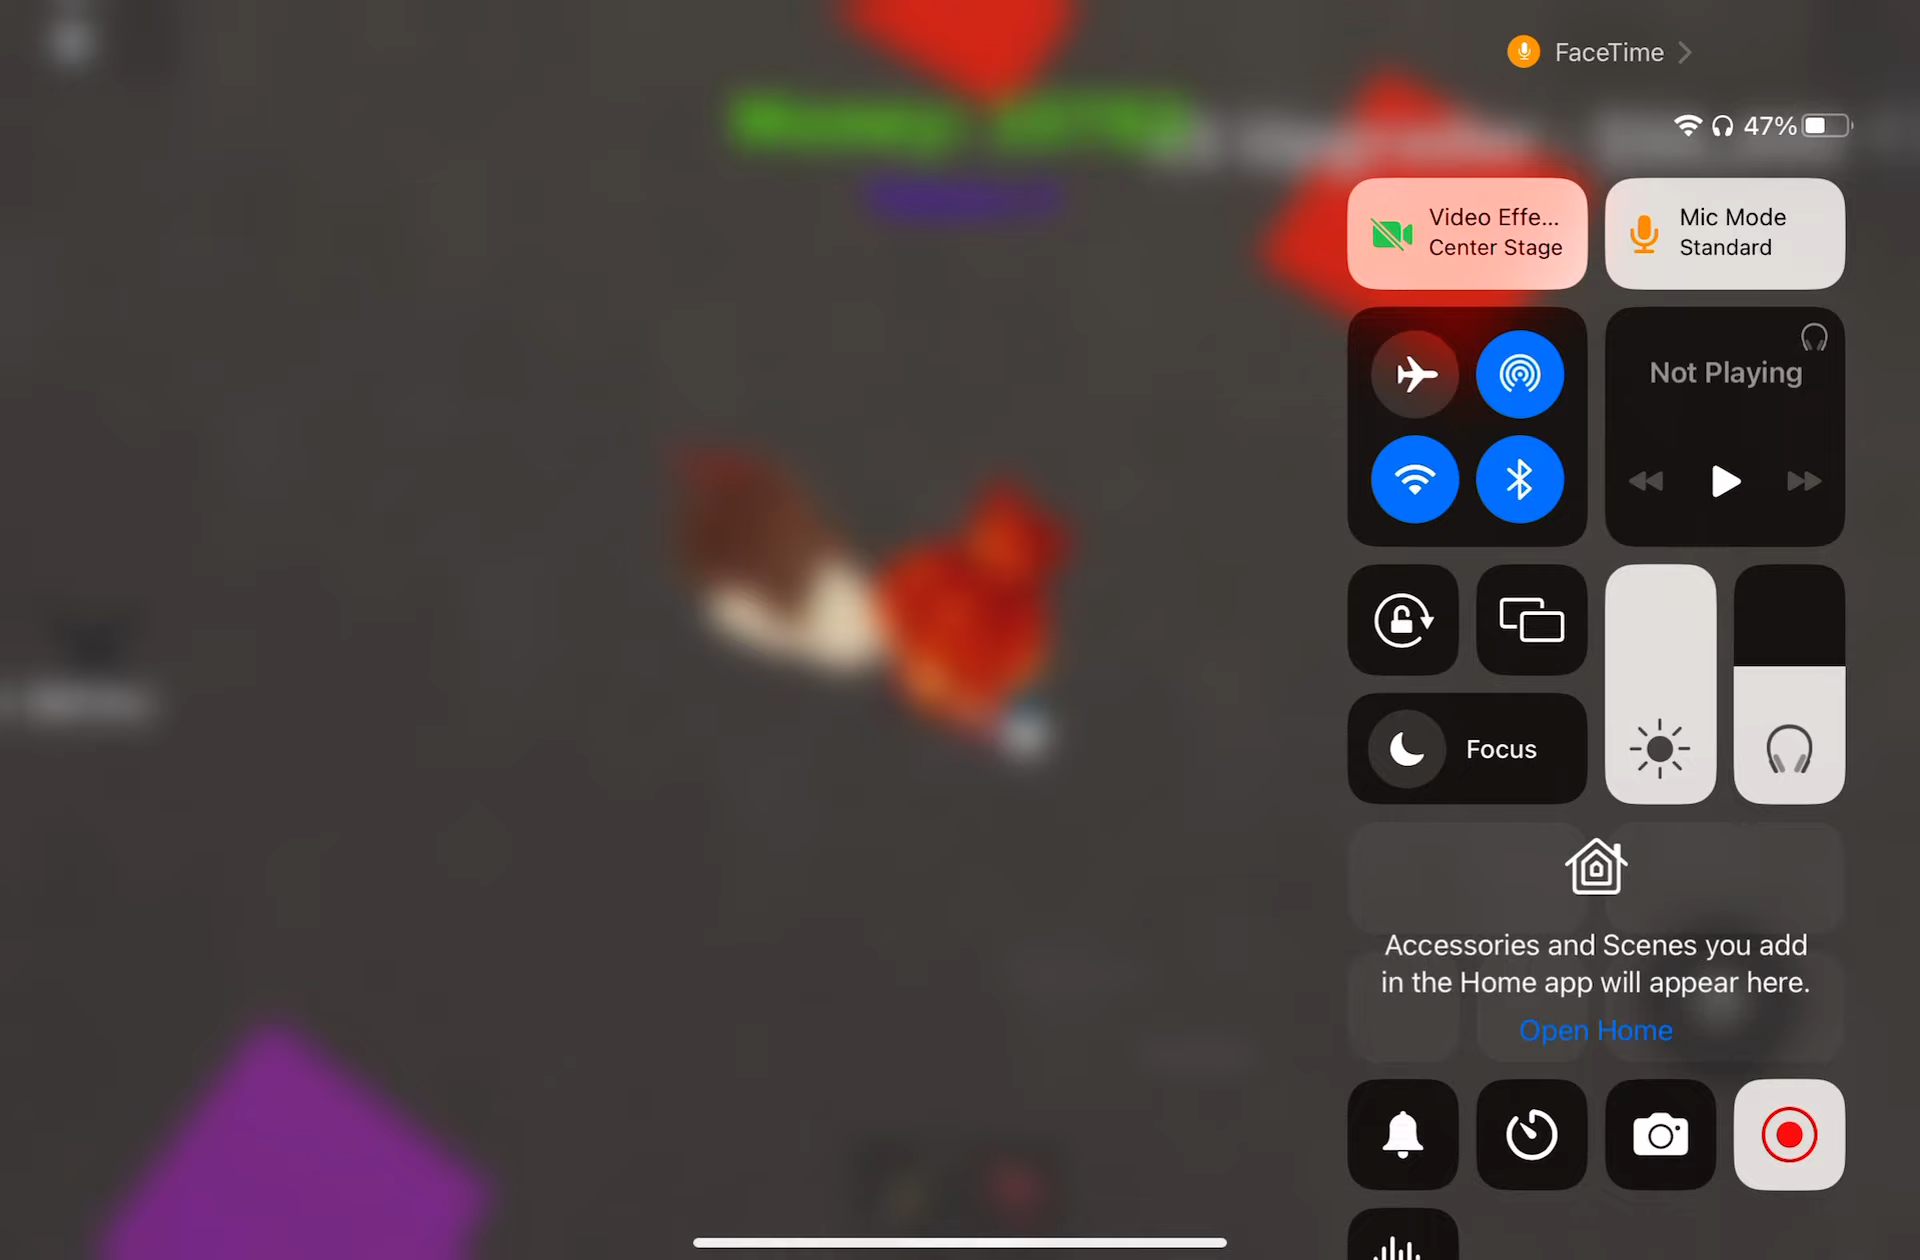 FaceTime
47%
Video Effe...
Center Stage
Mic Mode
Standard
Not Playing
Focus
Accessories and Scenes you add
in the Home app will appear here.
Open Home